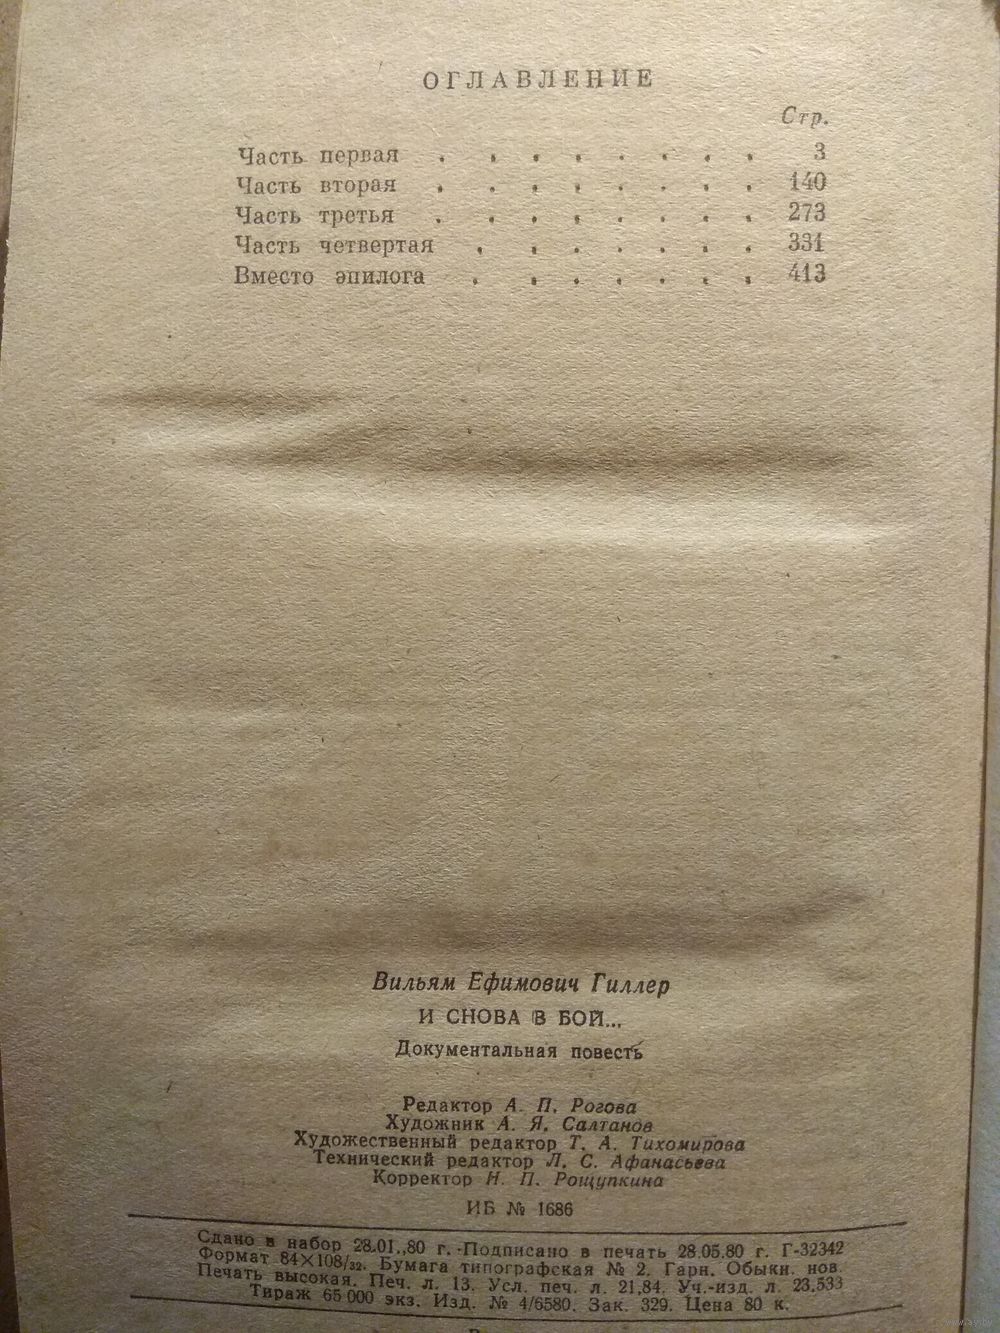 ОГЛАВЛЕНИЕ
Стр.
Часть первая . . . . . . . . 3
Часть вторая . . . . . . . . 140
Часть третья . . . . . . . . 273
Часть четвертая . . . . . . . 331
Вместо эпилога . . . . . . . 413
Вильям Ефимович Гиллер
И СНОВА В БОЙ...
Документальная повесть
Редактор А. П. Рогова
Художник А. Я. Салтанов
Художественный редактор Т. А. Тихомирова
Технический редактор Л. С. Афанасьева
Корректор Н. П. Рощупкина
ИБ № 1686
Сдано в набор 28.01.,80 г. Подписано в печать 28.05.80 г. Г-32342
Формат 84×108/32. Бумага типографская № 2. Гарн. Обыкн. нов.
Печать высокая. Печ. л. 13. Усл. печ. л. 21,84. Уч.-изд. л. 23,533
Тираж 65 000 экз. Изд. № 4/6580. Зак. 329. Цена 80 к.